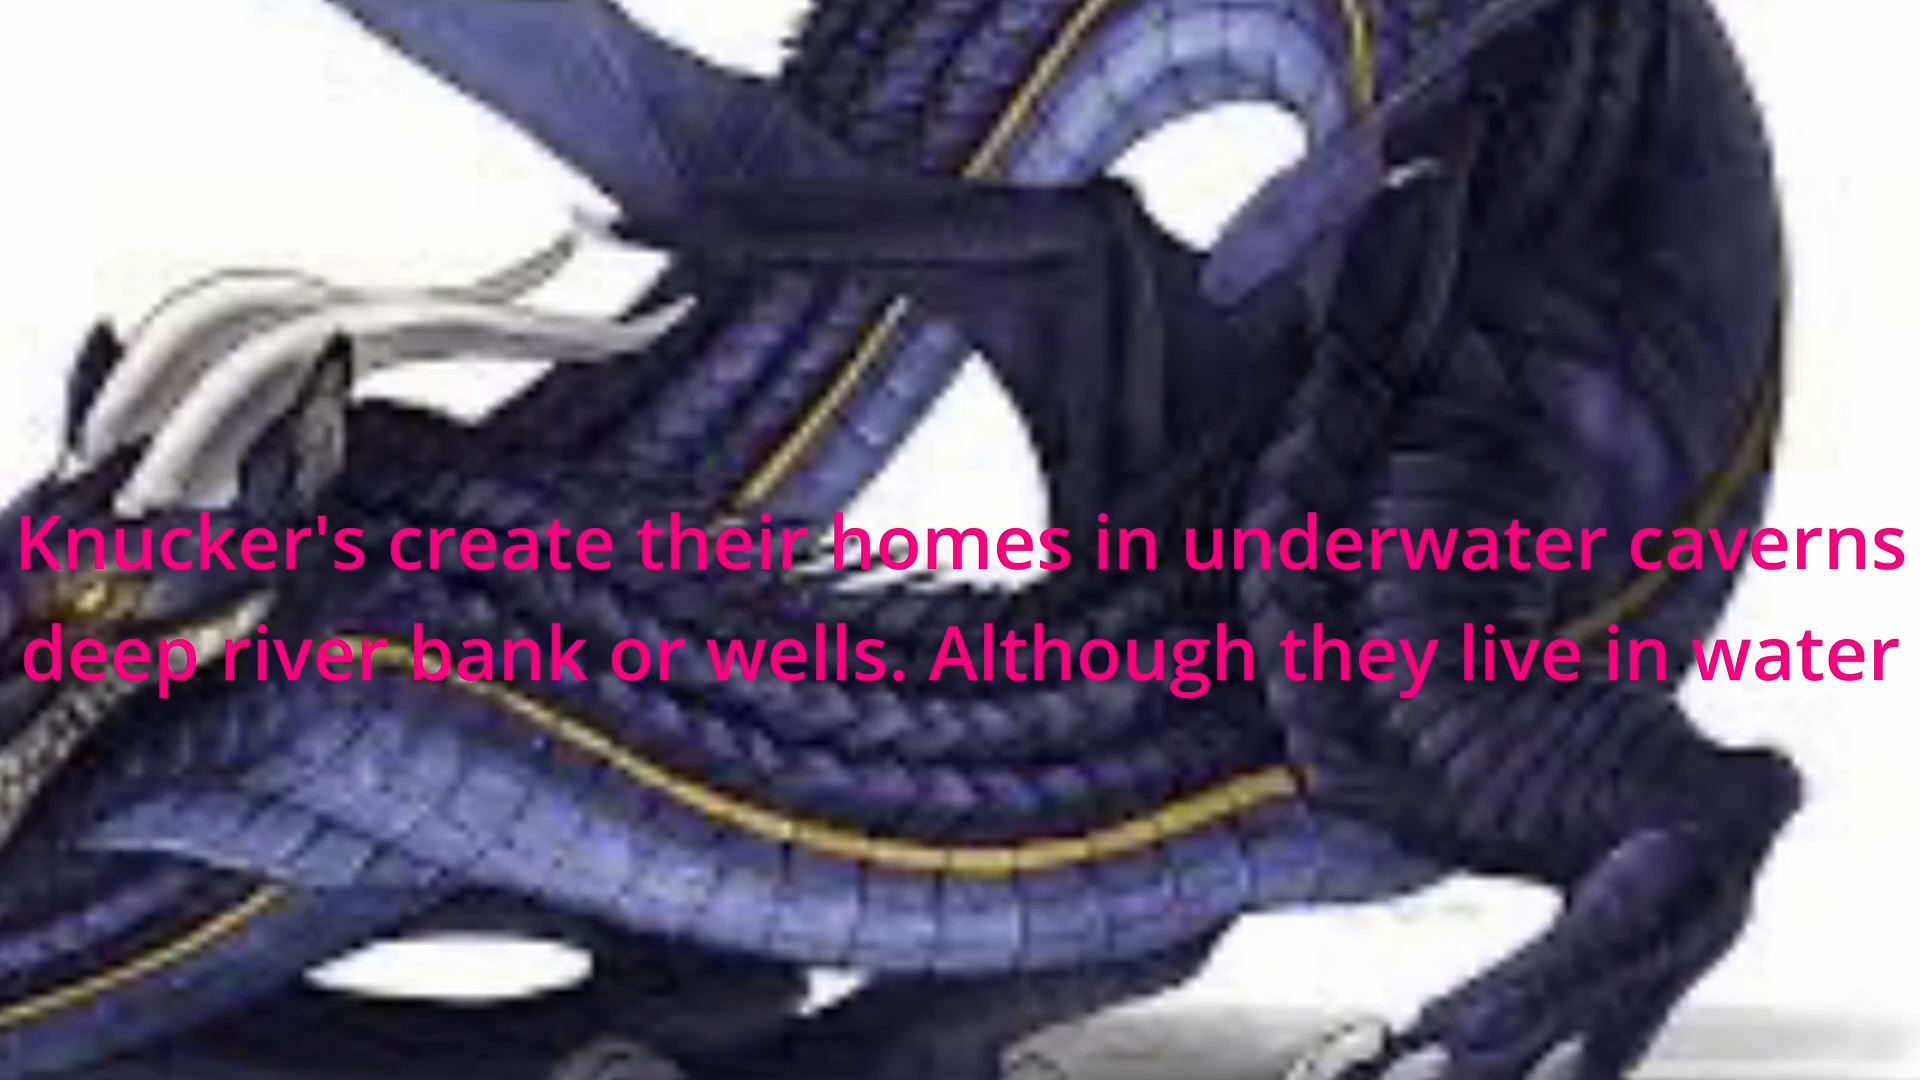 Knucker's create their homes in underwater caverns
deep river bank or wells. Although they live in water